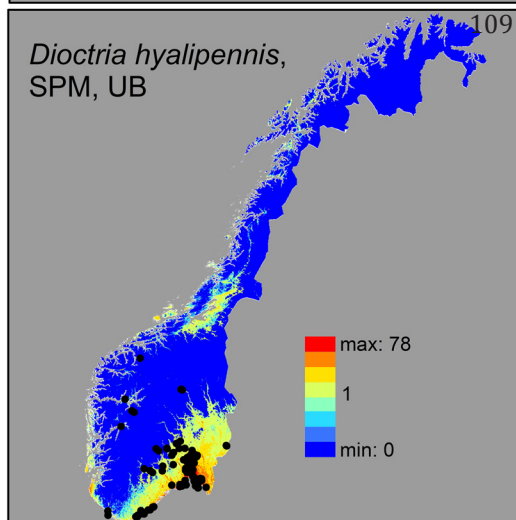 109
Dioctria hyalipennis,
SPM, UB
max: 78
1
min: 0